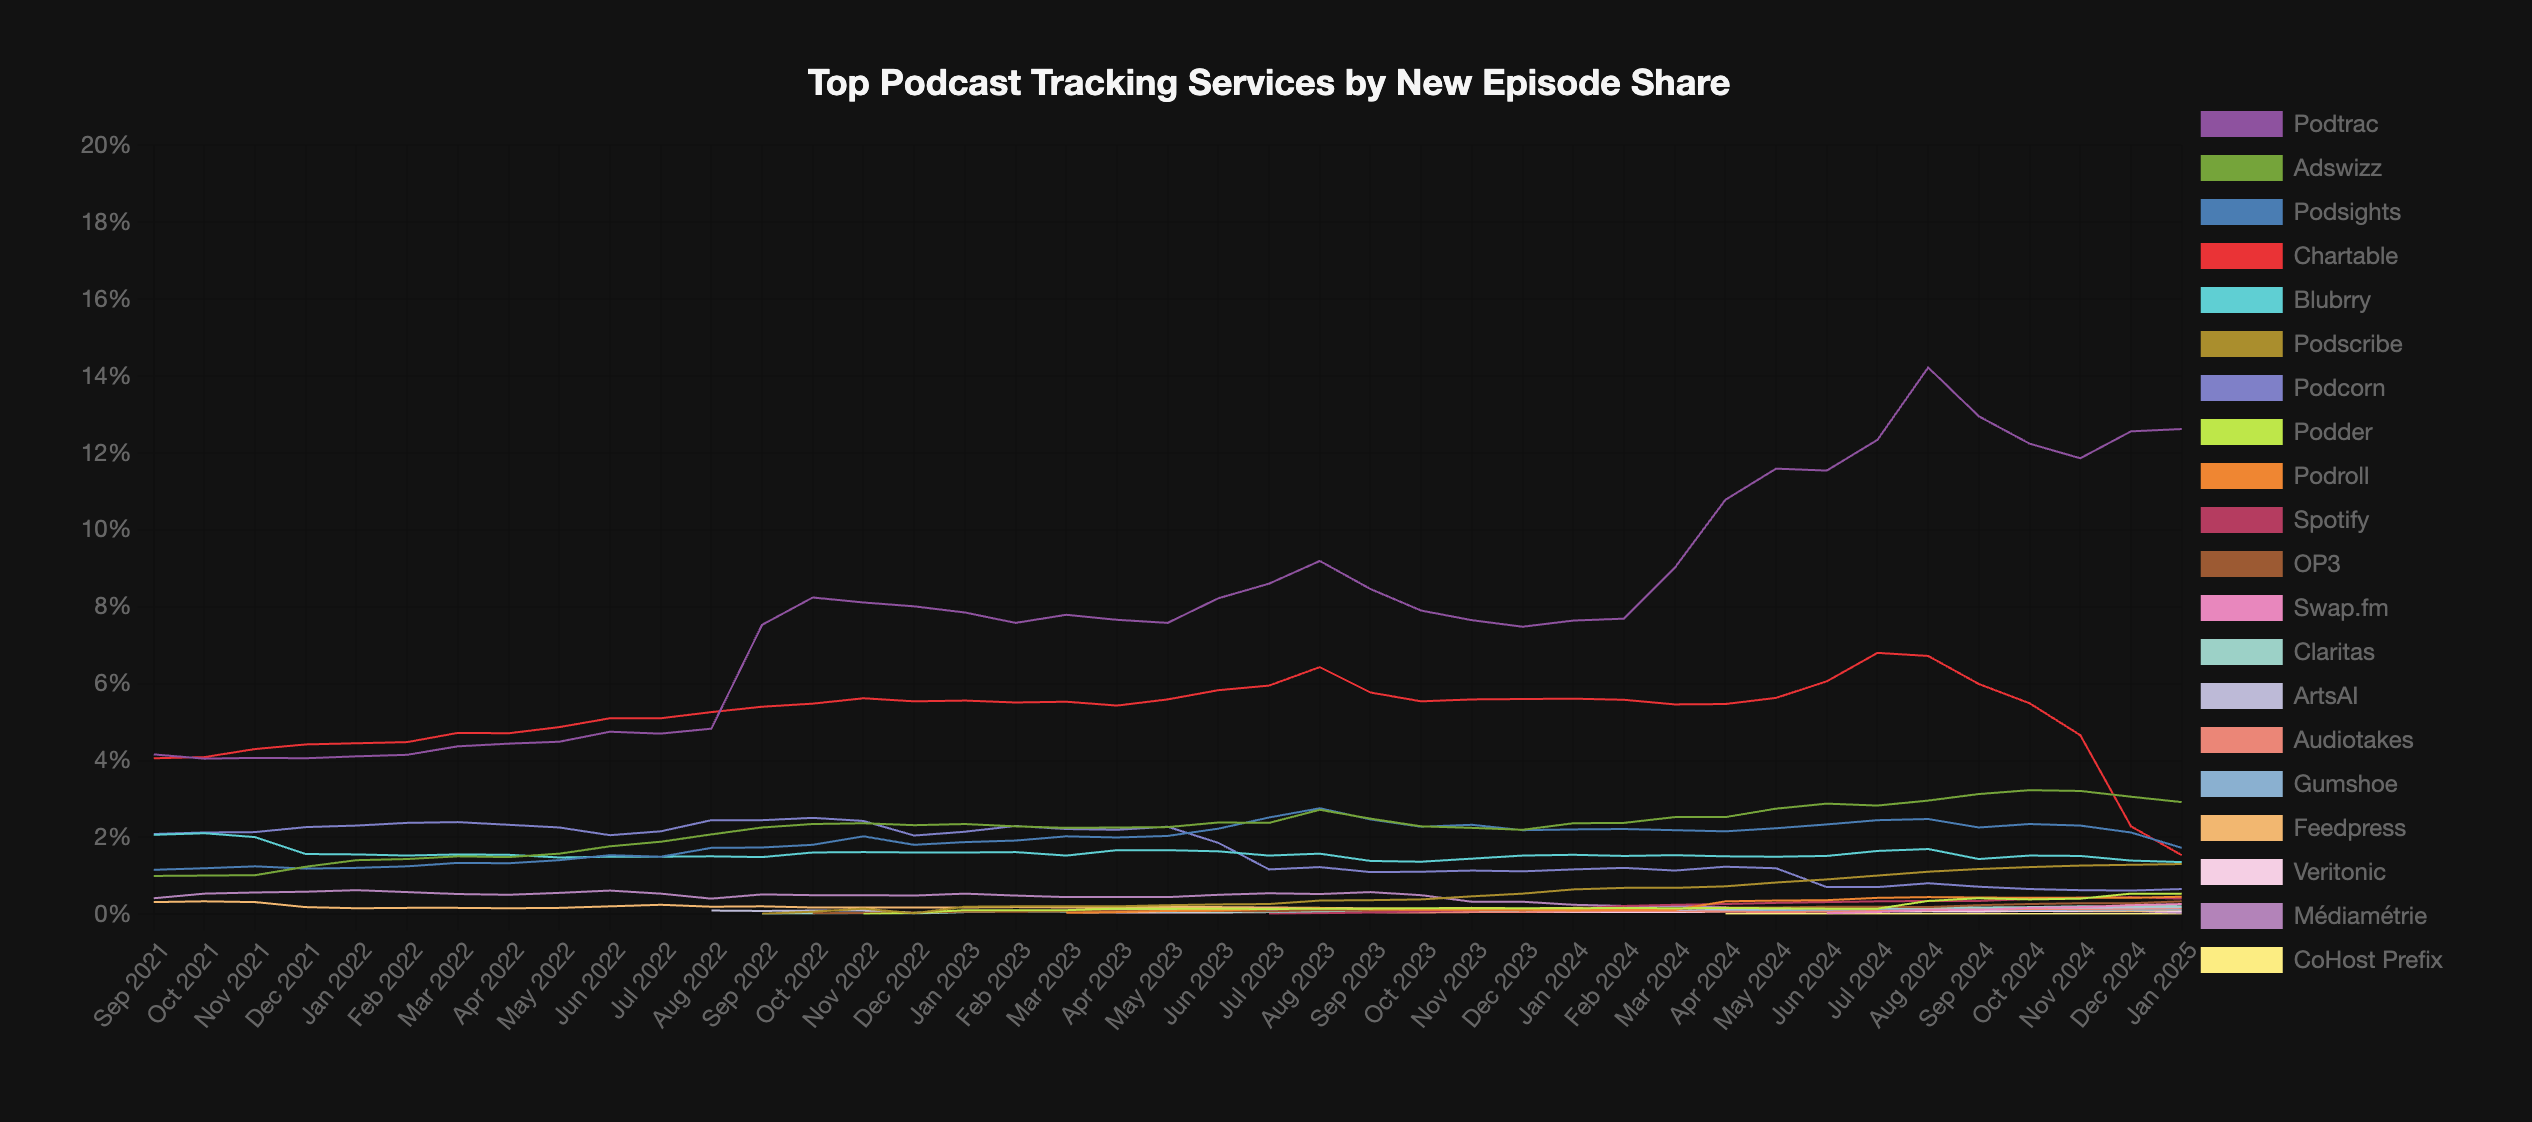 Top Podcast Tracking Services by New Episode Share
20%
18%
16%
14%
12%
10%
8%
6%
4%
2%
0%
Sep 2021
Oct 2021
Nov 2021
Dec 2021
Jan 2022
Feb 2022
Mar 2022
Apr 2022
May 2022
Jun 2022
Jul 2022
Aug 2022
Sep 2022
Oct 2022
Nov 2022
Dec 2022
Jan 2023
Feb 2023
Mar 2023
Apr 2023
May 2023
Jun 2023
Jul 2023
Aug 2023
Sep 2023
Oct 2023
Nov 2023
Dec 2023
Jan 2024
Feb 2024
Mar 2024
Apr 2024
May 2024
Jun 2024
Jul 2024
Aug 2024
Sep 2024
Oct 2024
Nov 2024
Dec 2024
Jan 2025
Podtrac
Adswizz
Podsights
Chartable
Blubrry
Podscribe
Podcorn
Podder
Podroll
Spotify
OP3
Swap.fm
Claritas
ArtsAI
Audiotakes
Gumshoe
Feedpress
Veritonic
Médiamétrie
CoHost Prefix